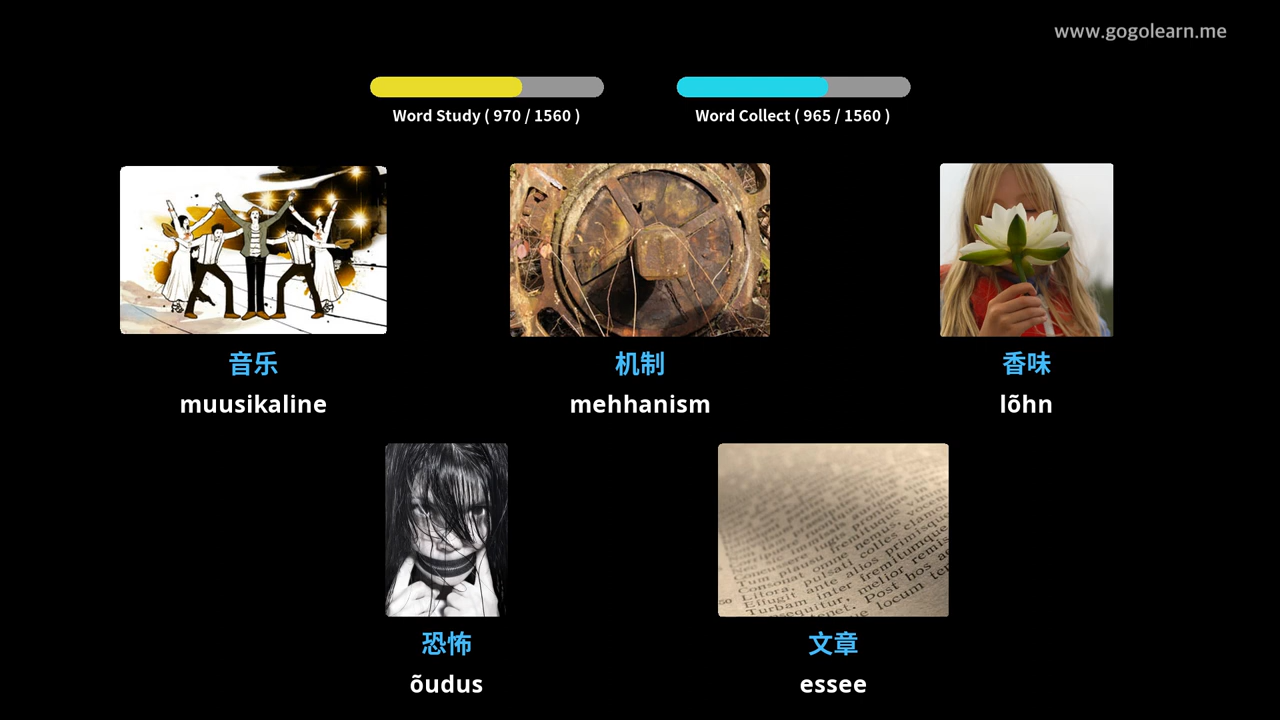 www.gogolearn.me
Word Study ( 970 / 1560 )
Word Collect ( 965 / 1560 )
音乐
muusikaline
机制
mehhanism
香味
lõhn
恐怖
õudus
文章
essee